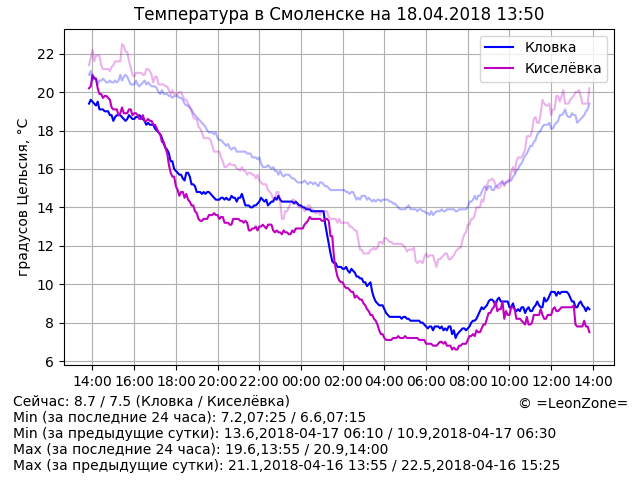 Температура в Смоленске на 18.04.2018 13:50
Кловка
Киселёвка
градусов Цельсия, °C
22
20
18
16
14
12
10
8
6
14:00 16:00 18:00 20:00 22:00 00:00 02:00 04:00 06:00 08:00 10:00 12:00 14:00
Сейчас: 8.7 / 7.5 (Кловка / Киселёвка)
© =LeonZone=
Min (за последние 24 часа): 7.2,07:25 / 6.6,07:15
Min (за предыдущие сутки): 13.6,2018-04-17 06:10 / 10.9,2018-04-17 06:30
Max (за последние 24 часа): 19.6,13:55 / 20.9,14:00
Max (за предыдущие сутки): 21.1,2018-04-16 13:55 / 22.5,2018-04-16 15:25